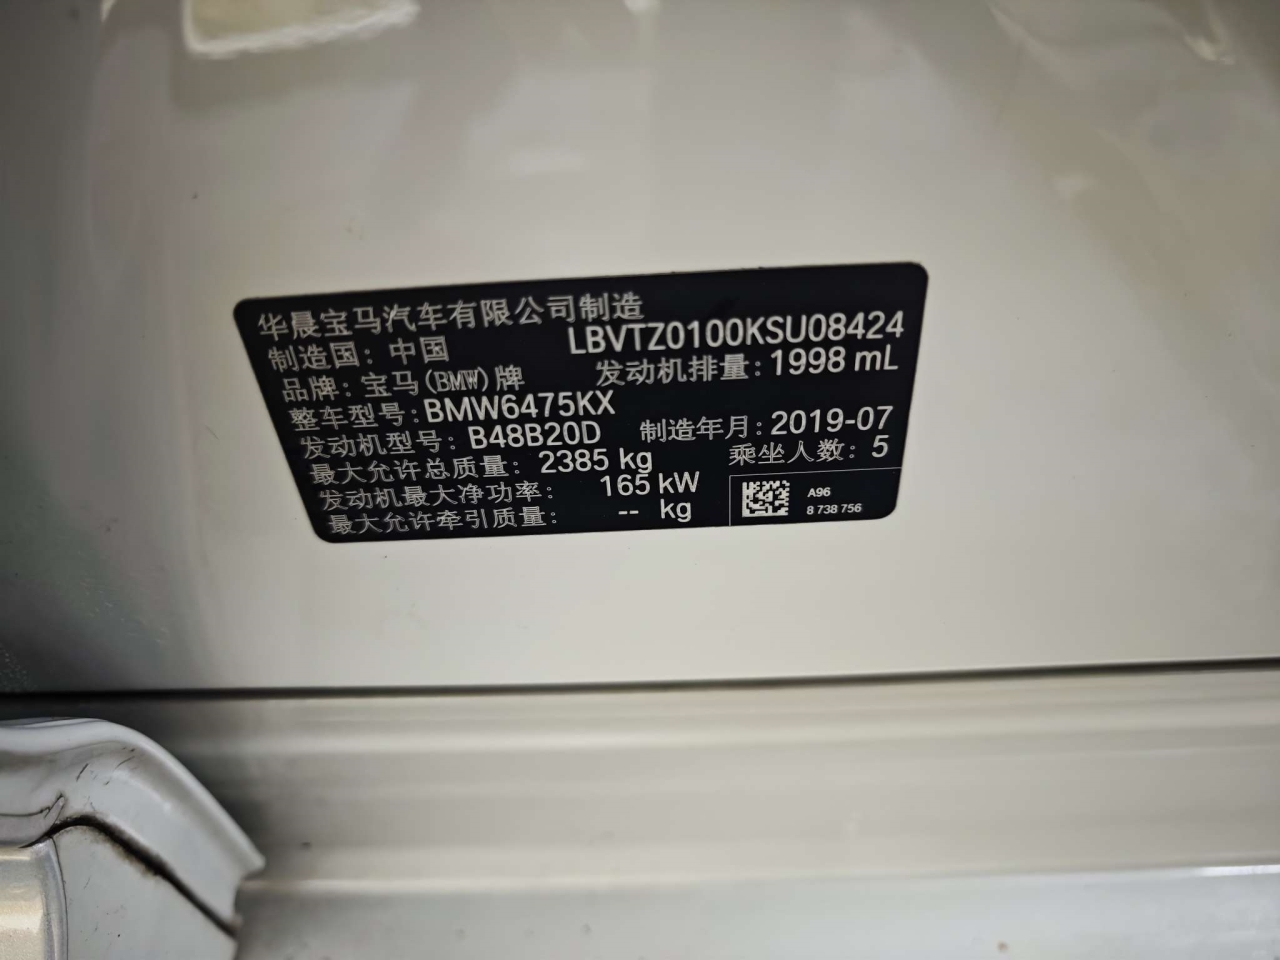 华晨宝马汽车有限公司制造
制造国：中国 LBVTZ0100KSU08424
品牌：宝马(BMW)牌 发动机排量：1998 mL
整车型号：BMW6475KX
发动机型号：B48B20D 制造年月：2019-07
最大允许总质量：2385 kg 乘坐人数：5
发动机最大净功率： 165 kW
最大允许牵引质量： -- kg
A96
8 738 756